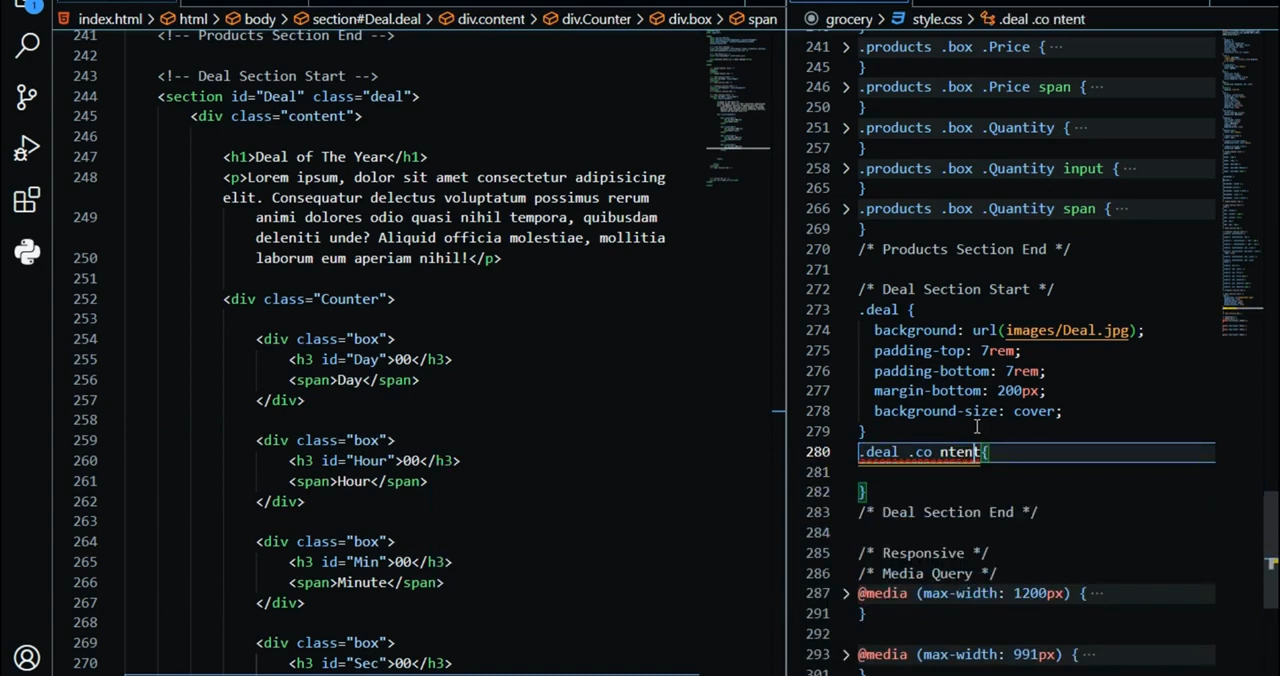 1
index.html > html > body > section#Deal.deal > div.content > div.Counter > div.box > span
241 <!-- Products Section End -->
242
243 <!-- Deal Section Start -->
244 <section id="Deal" class="deal">
245 <div class="content">
246
247 <h1>Deal of The Year</h1>
248 <p>Lorem ipsum, dolor sit amet consectetur adipisicing
elit. Consequatur delectus voluptatum possimus rerum
249 animi dolores odio quasi nihil tempora, quibusdam
deleniti unde? Aliquid officia molestiae, mollitia
250 laborum eum aperiam nihil!</p>
251
252 <div class="Counter">
253
254 <div class="box">
255 <h3 id="Day">00</h3>
256 <span>Day</span>
257 </div>
258
259 <div class="box">
260 <h3 id="Hour">00</h3>
261 <span>Hour</span>
262 </div>
263
264 <div class="box">
265 <h3 id="Min">00</h3>
266 <span>Minute</span>
267 </div>
268
269 <div class="box">
270 <h3 id="Sec">00</h3>
grocery > style.css > .deal .co ntent
241 > .products .box .Price { ...
245 }
246 > .products .box .Price span { ...
250 }
251 > .products .box .Quantity { ...
257 }
258 > .products .box .Quantity input { ...
265 }
266 > .products .box .Quantity span { ...
269 }
270 /* Products Section End */
271
272 /* Deal Section Start */
273 .deal {
274 background: url(images/Deal.jpg);
275 padding-top: 7rem;
276 padding-bottom: 7rem;
277 margin-bottom: 200px;
278 background-size: cover;
279 }
280 .deal .co ntent{
281
282 }
283 /* Deal Section End */
284
285 /* Responsive */
286 /* Media Query */
287 > @media (max-width: 1200px) { ...
291 }
292
293 > @media (max-width: 991px) { ...
301 }